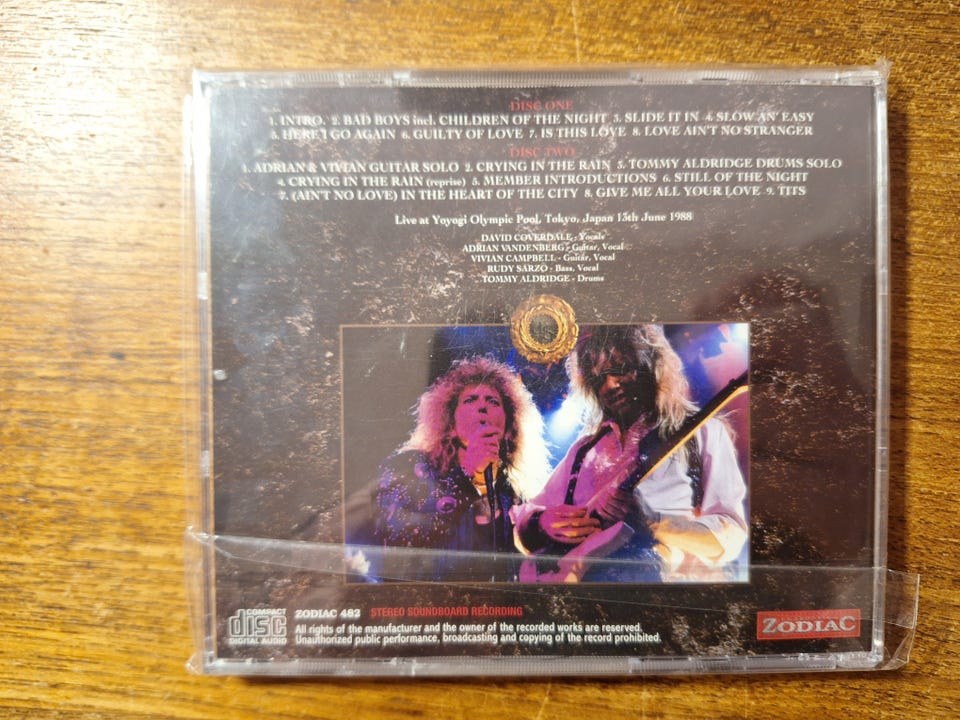 DISC ONE
1. INTRO. 2. BAD BOYS incl. CHILDREN OF THE NIGHT 3. SLIDE IT IN 4. SLOW AN' EASY
5. HERE I GO AGAIN 6. GUILTY OF LOVE 7. IS THIS LOVE 8. LOVE AIN'T NO STRANGER
DISC TWO
1. ADRIAN & VIVIAN GUITAR SOLO 2. CRYING IN THE RAIN 3. TOMMY ALDRIDGE DRUMS SOLO
4. CRYING IN THE RAIN (reprise) 5. MEMBER INTRODUCTIONS 6. STILL OF THE NIGHT
7. (AIN'T NO LOVE) IN THE HEART OF THE CITY 8. GIVE ME ALL YOUR LOVE 9. TITS
Live at Yoyogi Olympic Pool, Tokyo, Japan 13th June 1988
DAVID COVERDALE - Vocals
ADRIAN VANDENBERG - Guitar, Vocal
VIVIAN CAMPBELL - Guitar, Vocal
RUDY SARZO - Bass, Vocal
TOMMY ALDRIDGE - Drums
COMPACT
disc
DIGITAL AUDIO
ZODIAC 482 STEREO SOUNDBOARD RECORDING
All rights of the manufacturer and the owner of the recorded works are reserved.
Unauthorized public performance, broadcasting and copying of the record prohibited.
ZODIAC